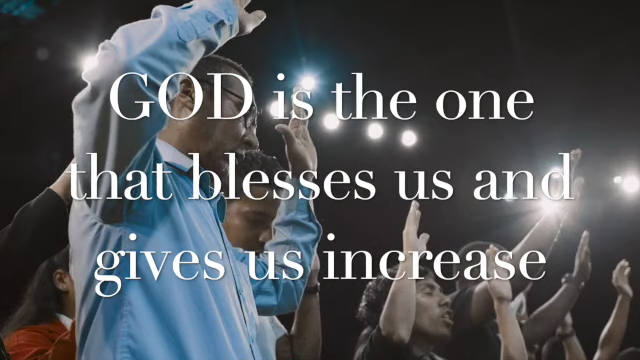 GOD is the one
that blesses us and
gives us increase